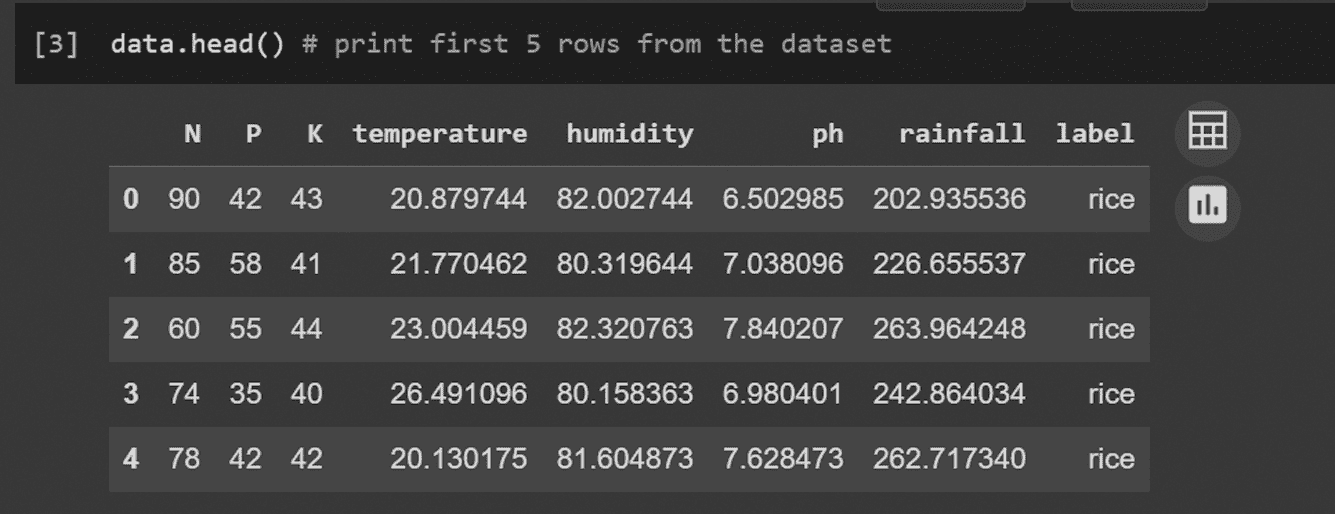 [3] data.head() # print first 5 rows from the dataset
N P K temperature humidity ph rainfall label
0 90 42 43 20.879744 82.002744 6.502985 202.935536 rice
1 85 58 41 21.770462 80.319644 7.038096 226.655537 rice
2 60 55 44 23.004459 82.320763 7.840207 263.964248 rice
3 74 35 40 26.491096 80.158363 6.980401 242.864034 rice
4 78 42 42 20.130175 81.604873 7.628473 262.717340 rice